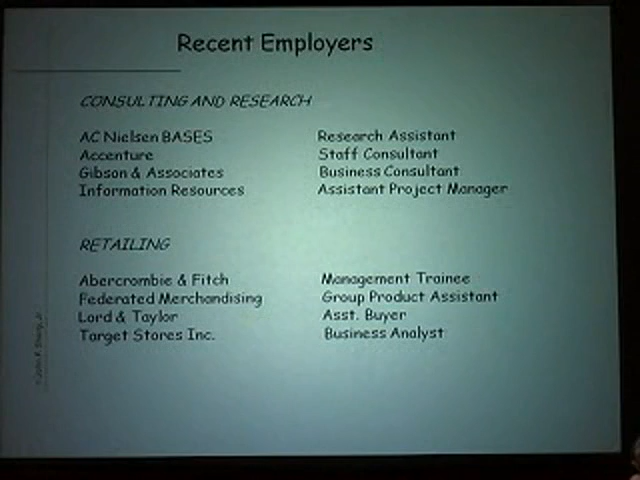 Recent Employers
CONSULTING AND RESEARCH
AC Nielsen BASES Research Assistant
Accenture Staff Consultant
Gibson & Associates Business Consultant
Information Resources Assistant Project Manager
RETAILING
Abercrombie & Fitch Management Trainee
Federated Merchandising Group Product Assistant
Lord & Taylor Asst. Buyer
Target Stores Inc. Business Analyst